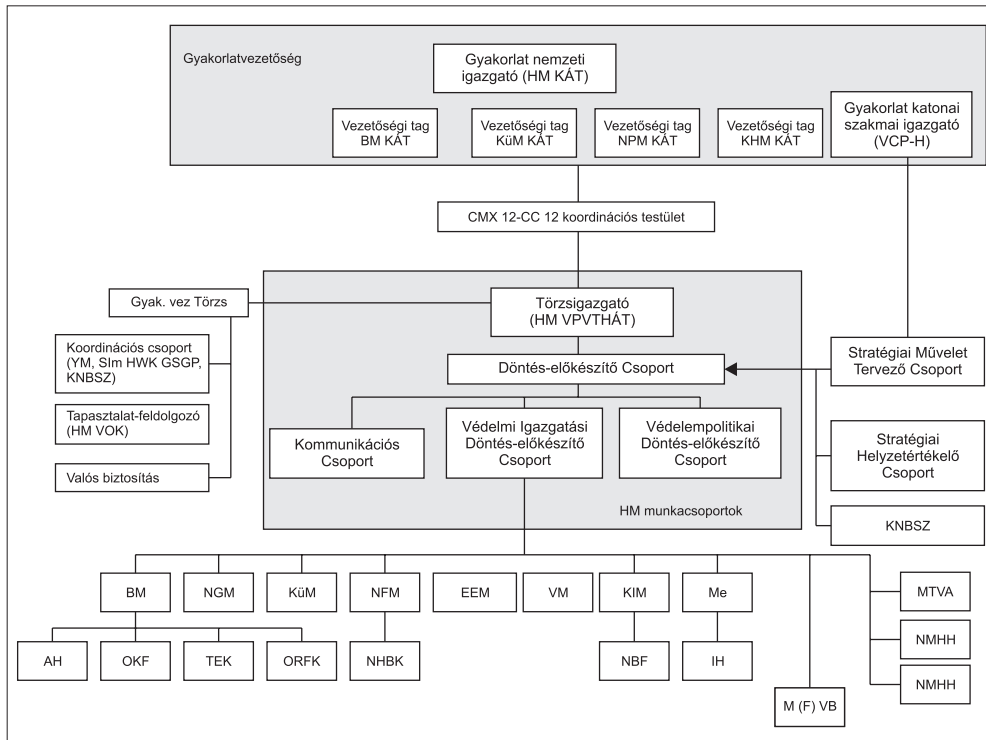 Gyakorlatvezetőség
Gyakorlat nemzeti
igazgató (HM KÁT)
Vezetőségi tag
BM KÁT
Vezetőségi tag
KüM KÁT
Vezetőségi tag
NPM KÁT
Vezetőségi tag
KHM KÁT
Gyakorlat katonai
szakmai igazgató
(VCP-H)
CMX 12-CC 12 koordinációs testület
Gyak. vez Törzs
Törzsigazgató
(HM VPVTHÁT)
Koordinációs csoport
(YM, SIm HWK GSGP,
KNBSZ)
Tapasztalat-feldolgozó
(HM VOK)
Valós biztosítás
Döntés-előkészítő Csoport
Kommunikációs
Csoport
Védelmi Igazgatási
Döntés-előkészítő
Csoport
Védelempolitikai
Döntés-előkészítő
Csoport
HM munkacsoportok
Stratégiai Művelet
Tervező Csoport
Stratégiai
Helyzetértékelő
Csoport
KNBSZ
BM
NGM
KüM
NFM
EEM
VM
KIM
Me
MTVA
AH
OKF
TEK
ORFK
NHBK
NBF
IH
NMHH
NMHH
M (F) VB